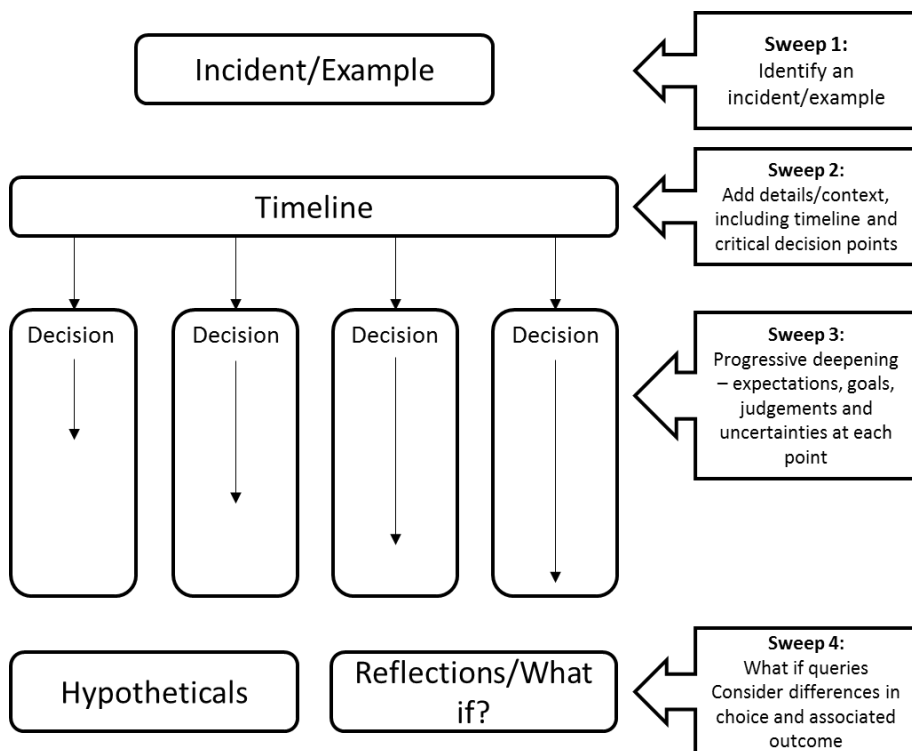 Incident/Example
Sweep 1:
Identify an
incident/example
Timeline
Sweep 2:
Add details/context,
including timeline and
critical decision points
Decision
Decision
Decision
Decision
Sweep 3:
Progressive deepening
– expectations, goals,
judgements and
uncertainties at each
point
Hypotheticals
Reflections/What
if?
Sweep 4:
What if queries
Consider differences in
choice and associated
outcome